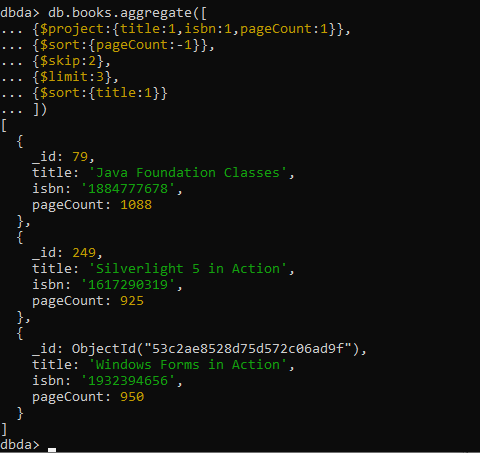 dbda> db.books.aggregate([
... {$project:{title:1,isbn:1,pageCount:1}},
... {$sort:{pageCount:-1}},
... {$skip:2},
... {$limit:3},
... {$sort:{title:1}}
... ])
[
  {
    _id: 79,
    title: 'Java Foundation Classes',
    isbn: '1884777678',
    pageCount: 1088
  },
  {
    _id: 249,
    title: 'Silverlight 5 in Action',
    isbn: '1617290319',
    pageCount: 925
  },
  {
    _id: ObjectId("53c2ae8528d75d572c06ad9f"),
    title: 'Windows Forms in Action',
    isbn: '1932394656',
    pageCount: 950
  }
]
dbda>